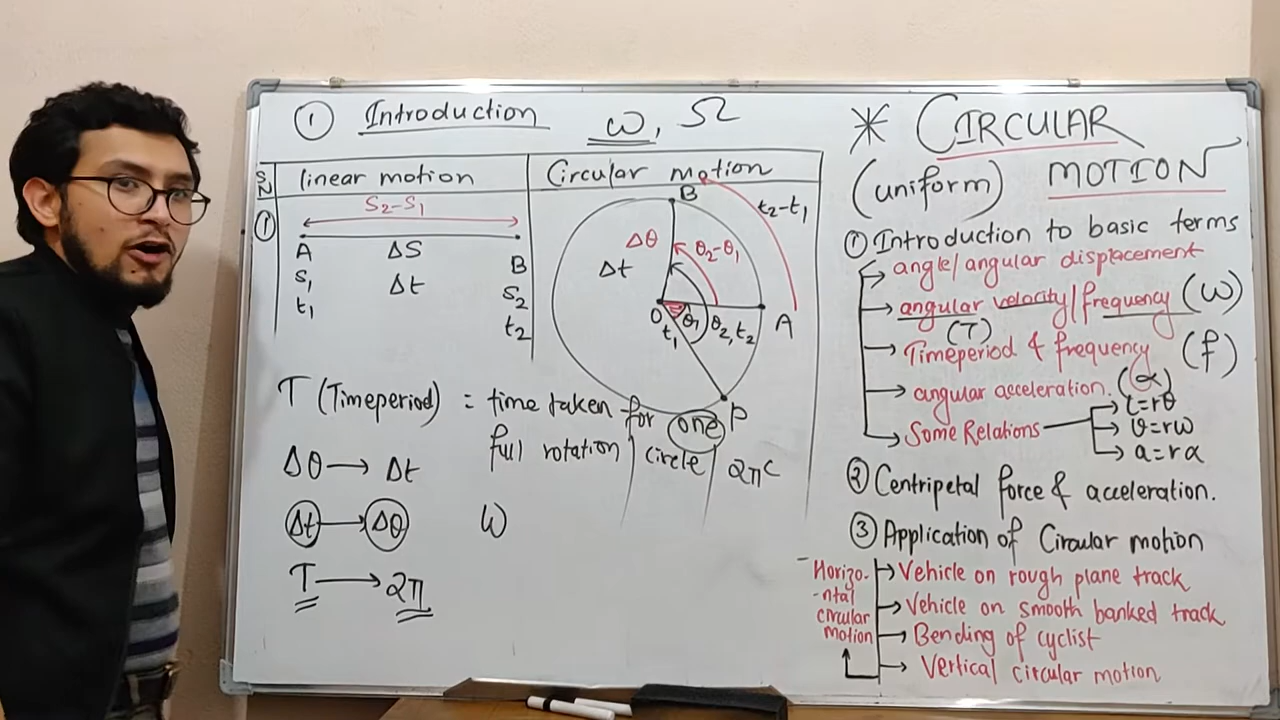 ① Introduction
ω, Ω
S N
linear motion
Circular motion
①
S₂-S₁
A ΔS B
S₁ Δt S₂
t₁ t₂
B
t₂-t₁
Δθ θ₂-θ₁
Δt
O θ₁ θ₂, t₂ A
t₁
P
T (Timeperiod) = time taken for one
full rotation / circle / 2πᶜ
Δθ → Δt
Δt → Δθ ω
T → 2π
* CIRCULAR
(uniform) MOTION
① Introduction to basic terms
→ angle/angular displacement
→ angular velocity/frequency (ω)
(T)
→ Timeperiod & frequency (f)
→ angular acceleration. (α)
→ Some Relations → l=rθ
→ v=rω
→ a=rα
② Centripetal force & acceleration.
③ Application of Circular motion
Horizo-
-ntal
circular
motion
→ Vehicle on rough plane track
→ Vehicle on smooth banked track
→ Bending of cyclist
→ Vertical circular motion